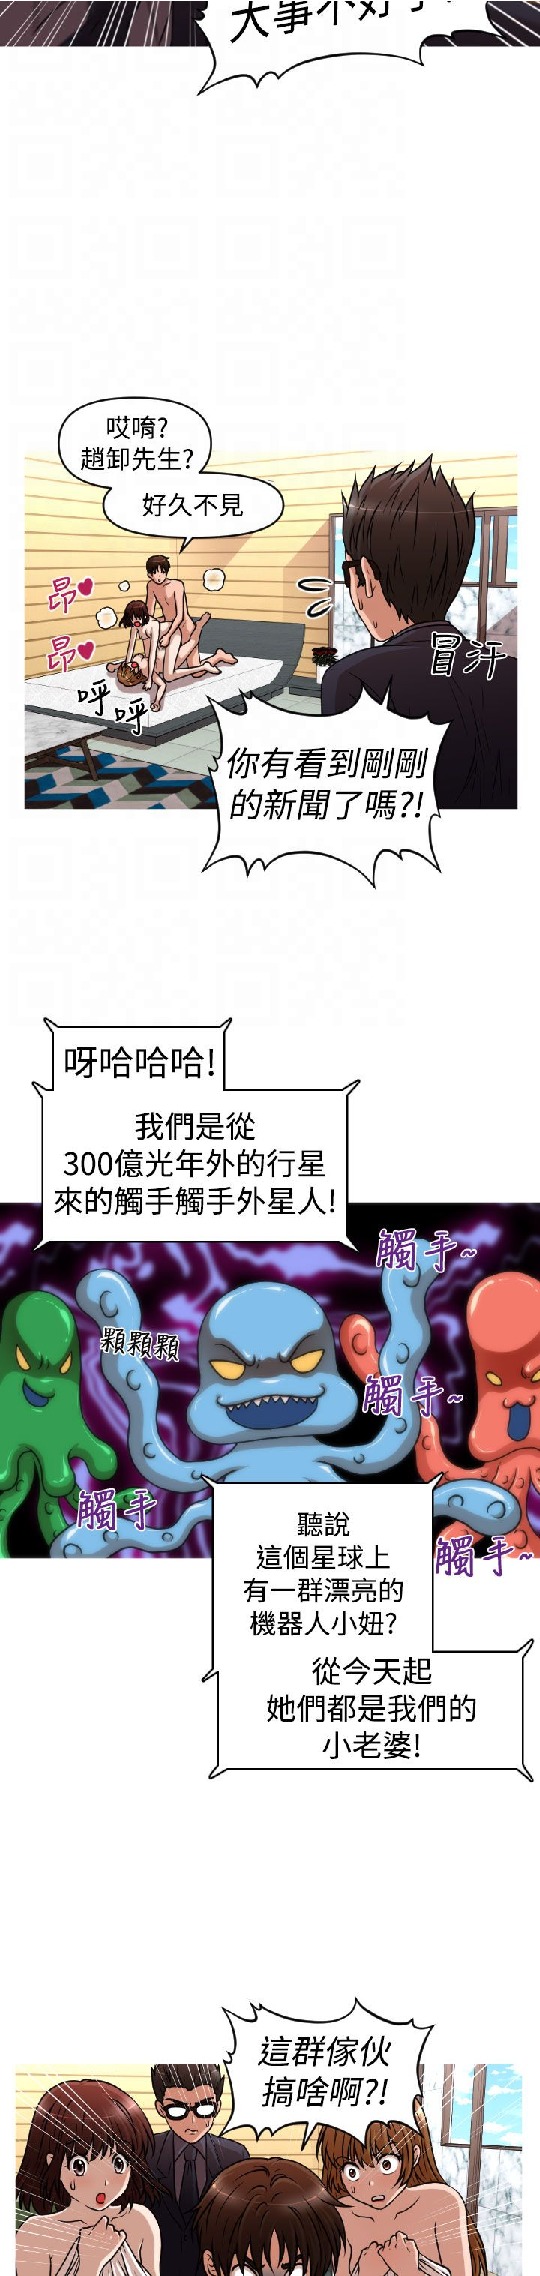 大事不好了!
哎唷?
趙卸先生?
好久不見
昂
昂
呼
呼
冒汗
你有看到剛剛
的新聞了嗎?!
呀哈哈哈!
我們是從
300億光年外的行星
來的觸手觸手外星人!
觸手~
顆顆顆
觸手~
觸手~
觸手~
聽說
這個星球上
有一群漂亮的
機器人小妞?
從今天起
她們都是我們的
小老婆!
這群傢伙
搞啥啊?!